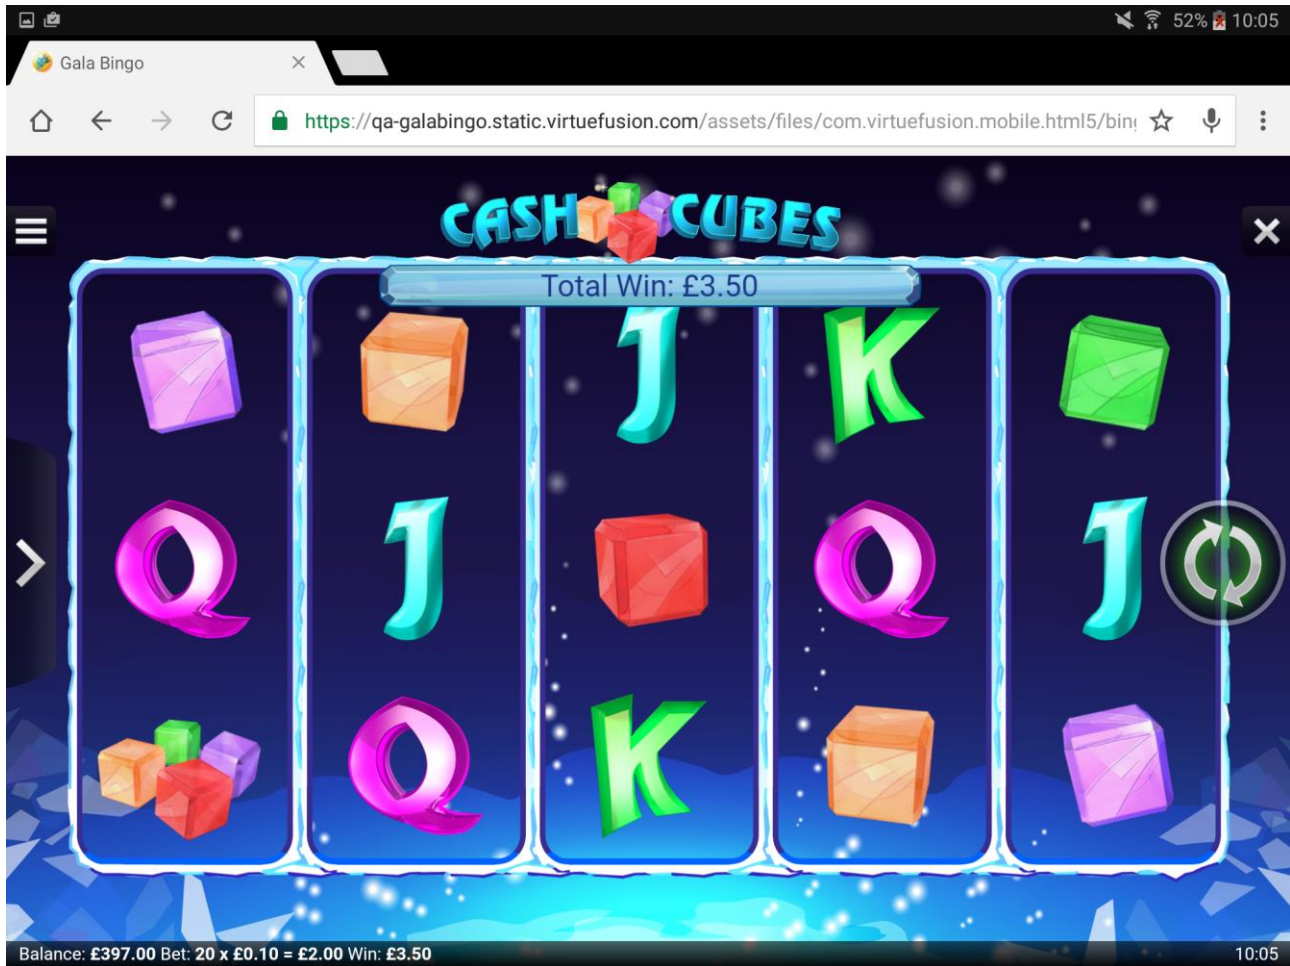 52% 10:05
Gala Bingo
https://qa-galabingo.static.virtuefusion.com/assets/files/com.virtuefusion.mobile.html5/bing
CASH CUBES
Total Win: £3.50
J K
Q J Q J
Q K
Balance: £397.00 Bet: 20 x £0.10 = £2.00 Win: £3.50 10:05